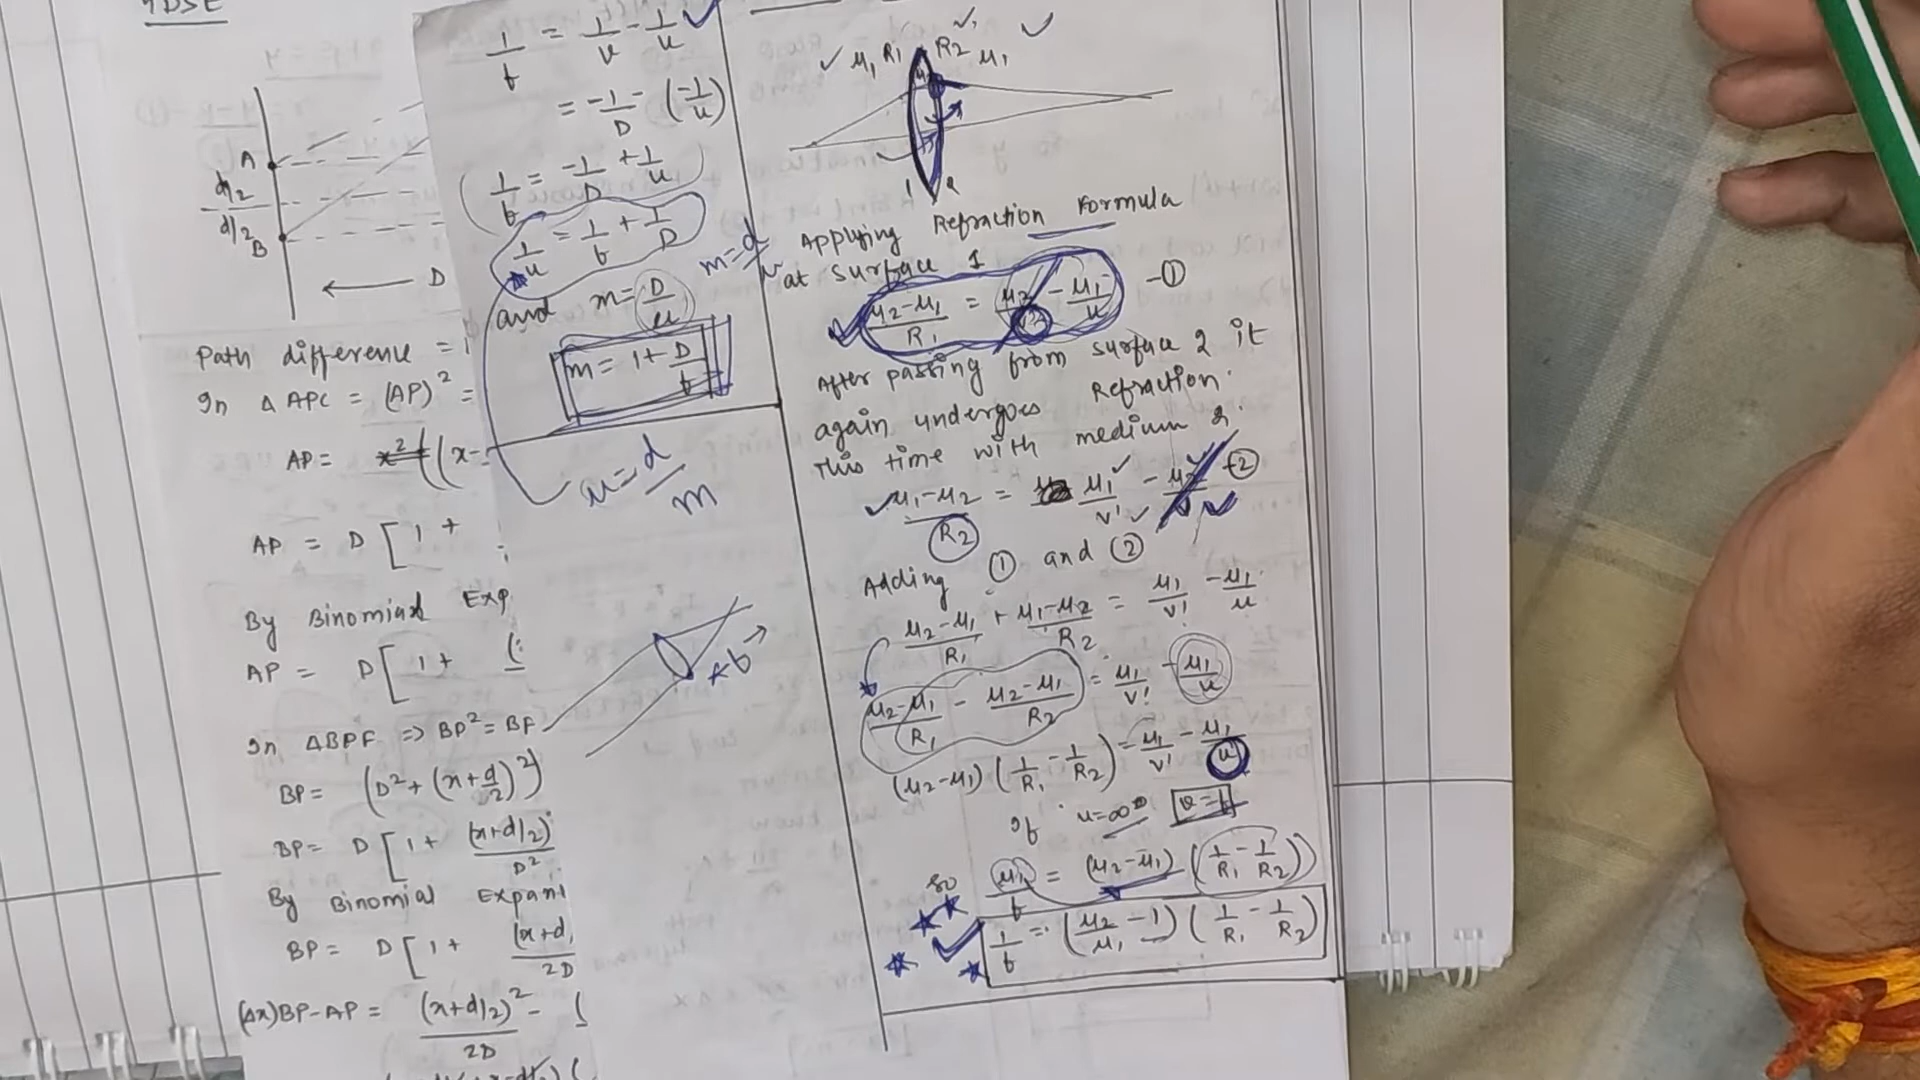 YDSE
A
d/2
d/2
B
D
Path difference =
In Δ APC = (AP)² =
AP = x² ((x-
AP = D [ 1 +
By Binomial Exp
AP = D [ 1 + (
In ΔBPF => BP² = BF
BP = (D² + (x+d/2)²)
BP = D [ 1 + (x+d/2)²/D²
By Binomial Expan
BP = D [ 1 + (x+d/2D
(Δx)BP-AP = (x+d/2)²/2D - (
1/f = 1/v - 1/u
= -1/D - (-1/u)
1/f = -1/D + 1/u
1/u = 1/f + 1/D
and m = D/u
m = 1 + D/f
m = d/u
u = d/m
f
μ₁ R₁ R₂ μ₁
μ₂
1 2
Applying Refraction Formula
at surface 1
μ₂-μ₁/R₁ = μ₂/v - μ₁/u - ①
After passing from surface 2 it
again undergoes Refraction.
This time with medium 2.
μ₁-μ₂/R₂ = μ₁/v' - μ₂/v - ②
Adding ① and ②
μ₂-μ₁/R₁ + μ₁-μ₂/R₂ = μ₁/v' - μ₁/u
μ₂-μ₁/R₁ - μ₂-μ₁/R₂ = μ₁/v' - μ₁/u
(μ₂-μ₁) (1/R₁ - 1/R₂) = μ₁/v' - μ₁/u
If u=∞ v=f
so μ₁/f = (μ₂-μ₁) (1/R₁ - 1/R₂)
1/f = (μ₂/μ₁ - 1) (1/R₁ - 1/R₂)